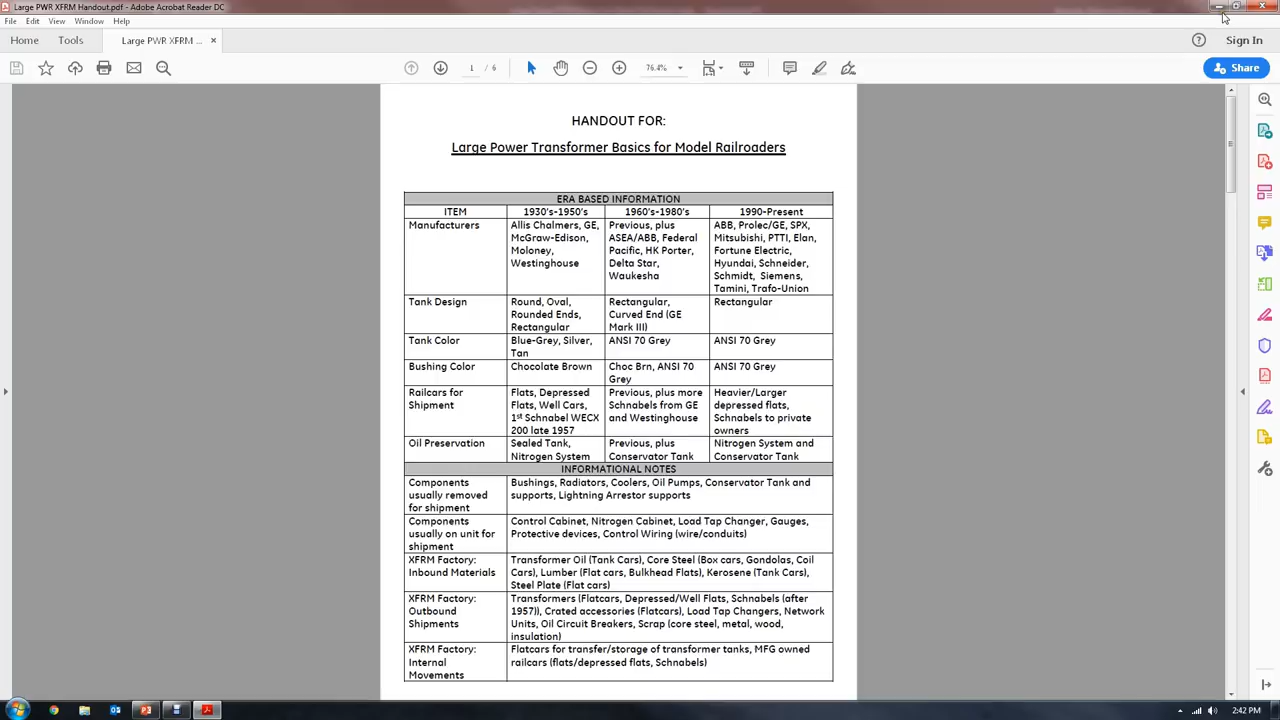 Large PWR XFRM Handout.pdf - Adobe Acrobat Reader DC
File Edit View Window Help
Home Tools Large PWR XFRM ... × Sign In
1 / 6 76.4% Share
HANDOUT FOR:
Large Power Transformer Basics for Model Railroaders
ERA BASED INFORMATION
ITEM 1930's-1950's 1960's-1980's 1990-Present
Manufacturers Allis Chalmers, GE, Previous, plus ABB, Prolec/GE, SPX,
McGraw-Edison, ASEA/ABB, Federal Mitsubishi, PTTI, Elan,
Moloney, Pacific, HK Porter, Fortune Electric,
Westinghouse Delta Star, Hyundai, Schneider,
Waukesha Schmidt, Siemens,
Tamini, Trafo-Union
Tank Design Round, Oval, Rectangular, Rectangular
Rounded Ends, Curved End (GE
Rectangular Mark III)
Tank Color Blue-Grey, Silver, ANSI 70 Grey ANSI 70 Grey
Tan
Bushing Color Chocolate Brown Choc Brn, ANSI 70 ANSI 70 Grey
Grey
Railcars for Flats, Depressed Previous, plus more Heavier/Larger
Shipment Flats, Well Cars, Schnabels from GE depressed flats,
1st Schnabel WECX and Westinghouse Schnabels to private
200 late 1957 owners
Oil Preservation Sealed Tank, Previous, plus Nitrogen System and
Nitrogen System Conservator Tank Conservator Tank
INFORMATIONAL NOTES
Components Bushings, Radiators, Coolers, Oil Pumps, Conservator Tank and
usually removed supports, Lightning Arrestor supports
for shipment
Components Control Cabinet, Nitrogen Cabinet, Load Tap Changer, Gauges,
usually on unit for Protective devices, Control Wiring (wire/conduits)
shipment
XFRM Factory: Transformer Oil (Tank Cars), Core Steel (Box cars, Gondolas, Coil
Inbound Materials Cars), Lumber (Flat cars, Bulkhead Flats), Kerosene (Tank Cars),
Steel Plate (Flat cars)
XFRM Factory: Transformers (Flatcars, Depressed/Well Flats, Schnabels (after
Outbound 1957)), Crated accessories (Flatcars), Load Tap Changers, Network
Shipments Units, Oil Circuit Breakers, Scrap (core steel, metal, wood,
insulation)
XFRM Factory: Flatcars for transfer/storage of transformer tanks, MFG owned
Internal railcars (flats/depressed flats, Schnabels)
Movements
2:42 PM